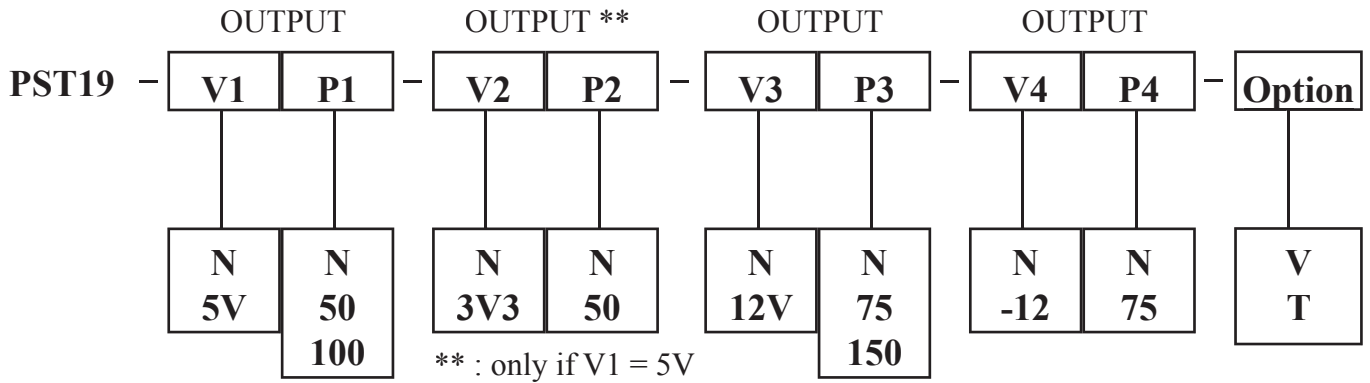 OUTPUT OUTPUT ** OUTPUT OUTPUT
PST19 – V1 P1 – V2 P2 – V3 P3 – V4 P4 – Option
N N N N N N N N V
5V 50 3V3 50 12V 75 -12 75 T
100 150
** : only if V1 = 5V